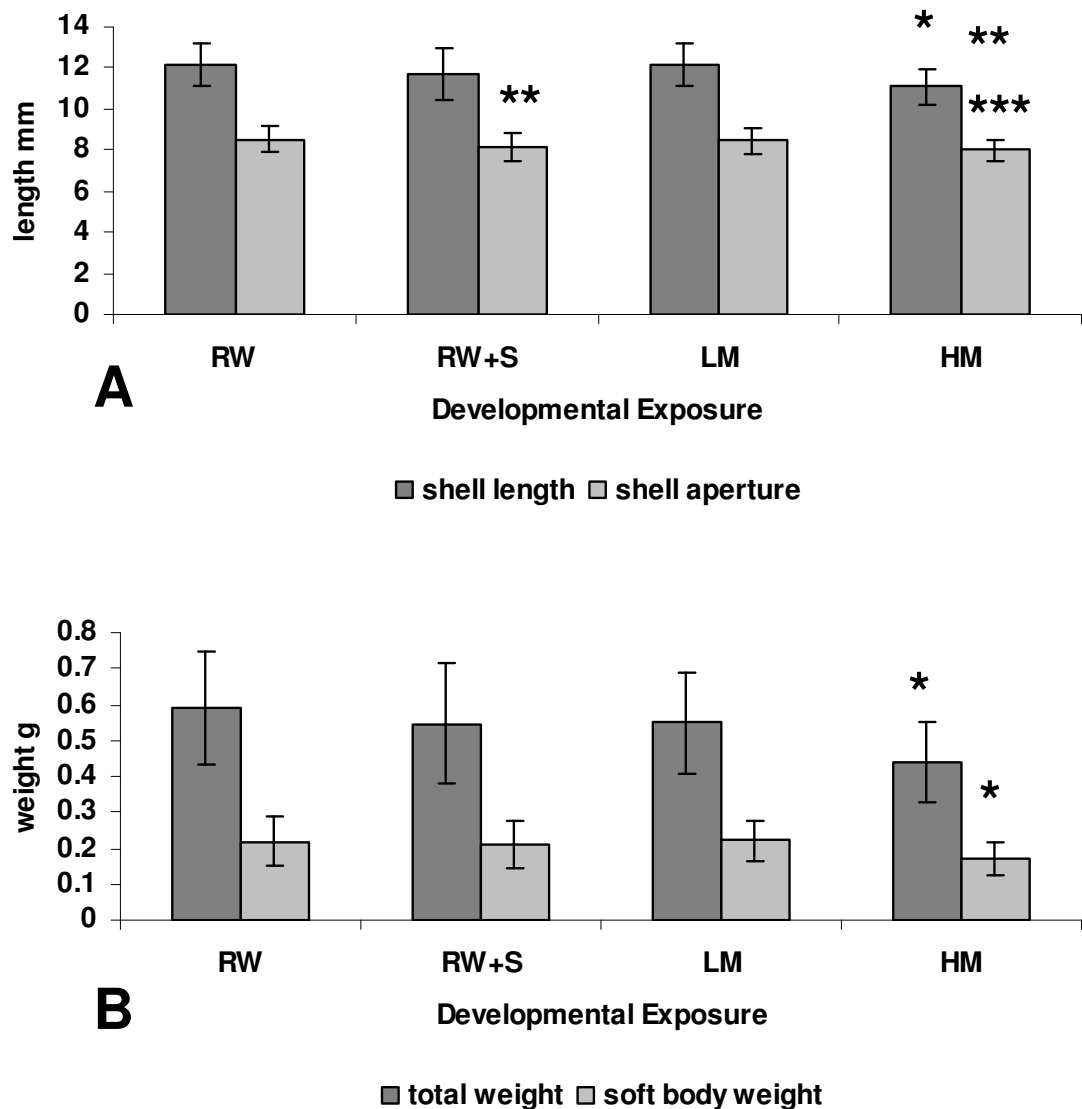 14
12
10
8
6
4
2
0
length mm
*
**
**
***
RW RW+S LM HM
A
Developmental Exposure
shell length shell aperture
0.8
0.7
0.6
0.5
0.4
0.3
0.2
0.1
0
weight g
*
*
RW RW+S LM HM
B
Developmental Exposure
total weight soft body weight